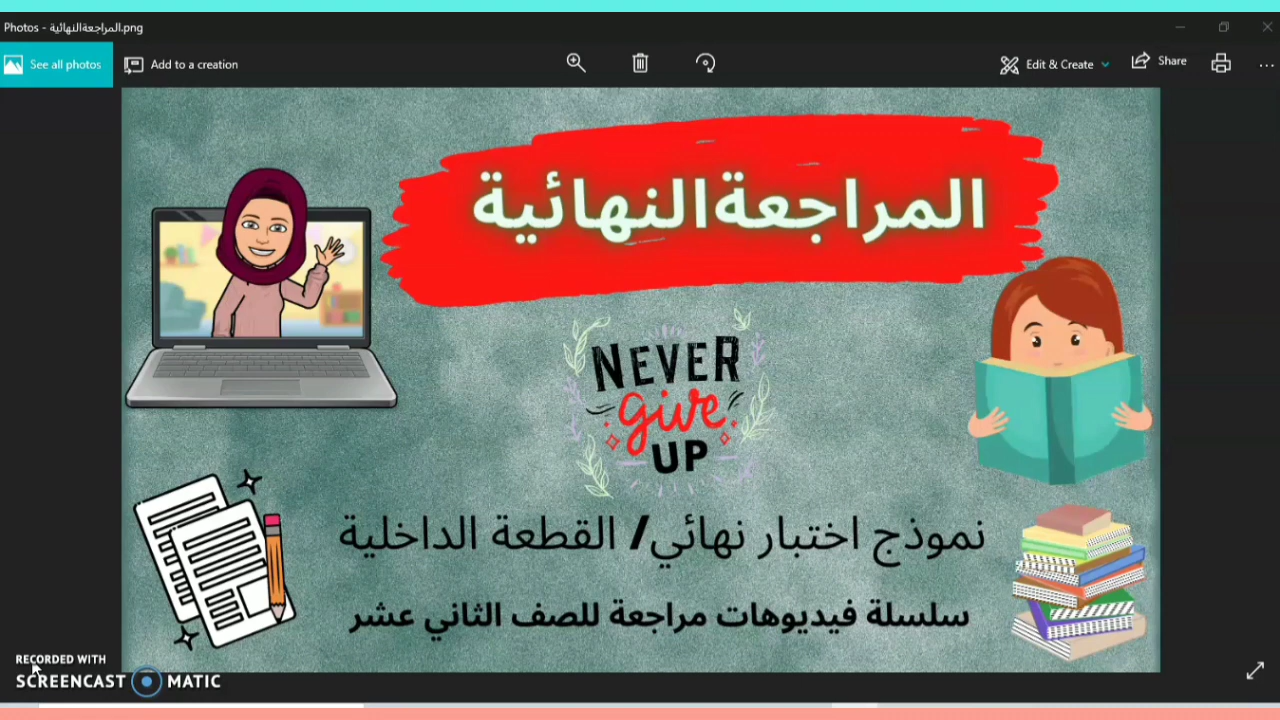 Photos - المراجعةالنهائية.png
See all photos
Add to a creation
Edit & Create
Share
المراجعةالنهائية
NEVER
give
UP
نموذج اختبار نهائي/ القطعة الداخلية
سلسلة فيديوهات مراجعة للصف الثاني عشر
RECORDED WITH
SCREENCAST MATIC